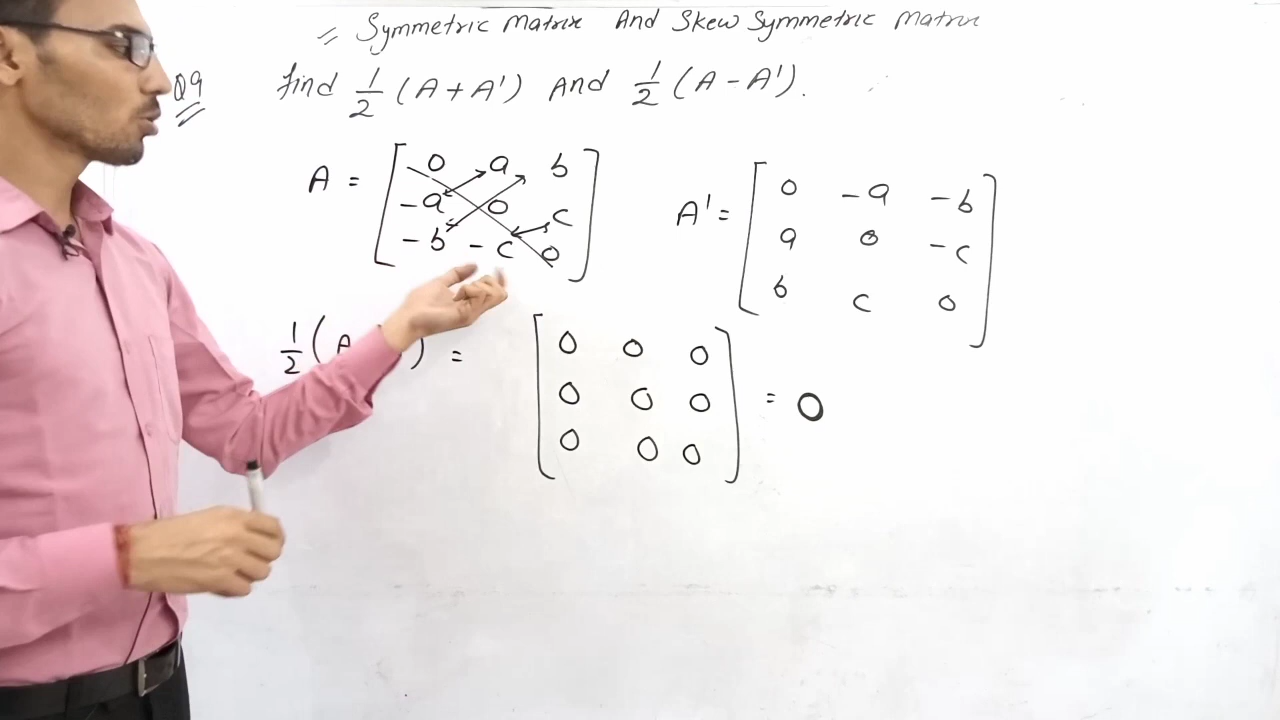 = Symmetric Matrix And Skew Symmetric Matrix
Q9 Find 1/2 (A + A') And 1/2 (A - A').
A = [ 0 a b
-a 0 c
-b -c 0 ]
A' = [ 0 -a -b
a 0 -c
b c 0 ]
1/2 ( A ) = [ 0 0 0
0 0 0
0 0 0 ] = 0